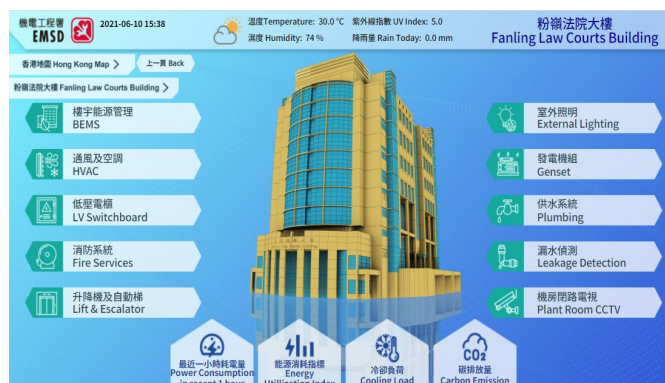 機電工程署
EMSD
2021-06-10 15:38
溫度Temperature: 30.0 °C 紫外線指數 UV Index: 5.0
濕度 Humidity: 74 % 降雨量 Rain Today: 0.0 mm
粉嶺法院大樓
Fanling Law Courts Building
香港地圖 Hong Kong Map
上一頁 Back
粉嶺法院大樓 Fanling Law Courts Building
樓宇能源管理
BEMS
通風及空調
HVAC
低壓電櫃
LV Switchboard
消防系統
Fire Services
升降機及自動梯
Lift & Escalator
室外照明
External Lighting
發電機組
Genset
供水系統
Plumbing
漏水偵測
Leakage Detection
機房閉路電視
Plant Room CCTV
最近一小時耗電量
Power Consumption
in recent 1 hour
能源消耗指標
Energy
Utilization Index
冷卻負荷
Cooling Load
CO2
碳排放量
Carbon Emission